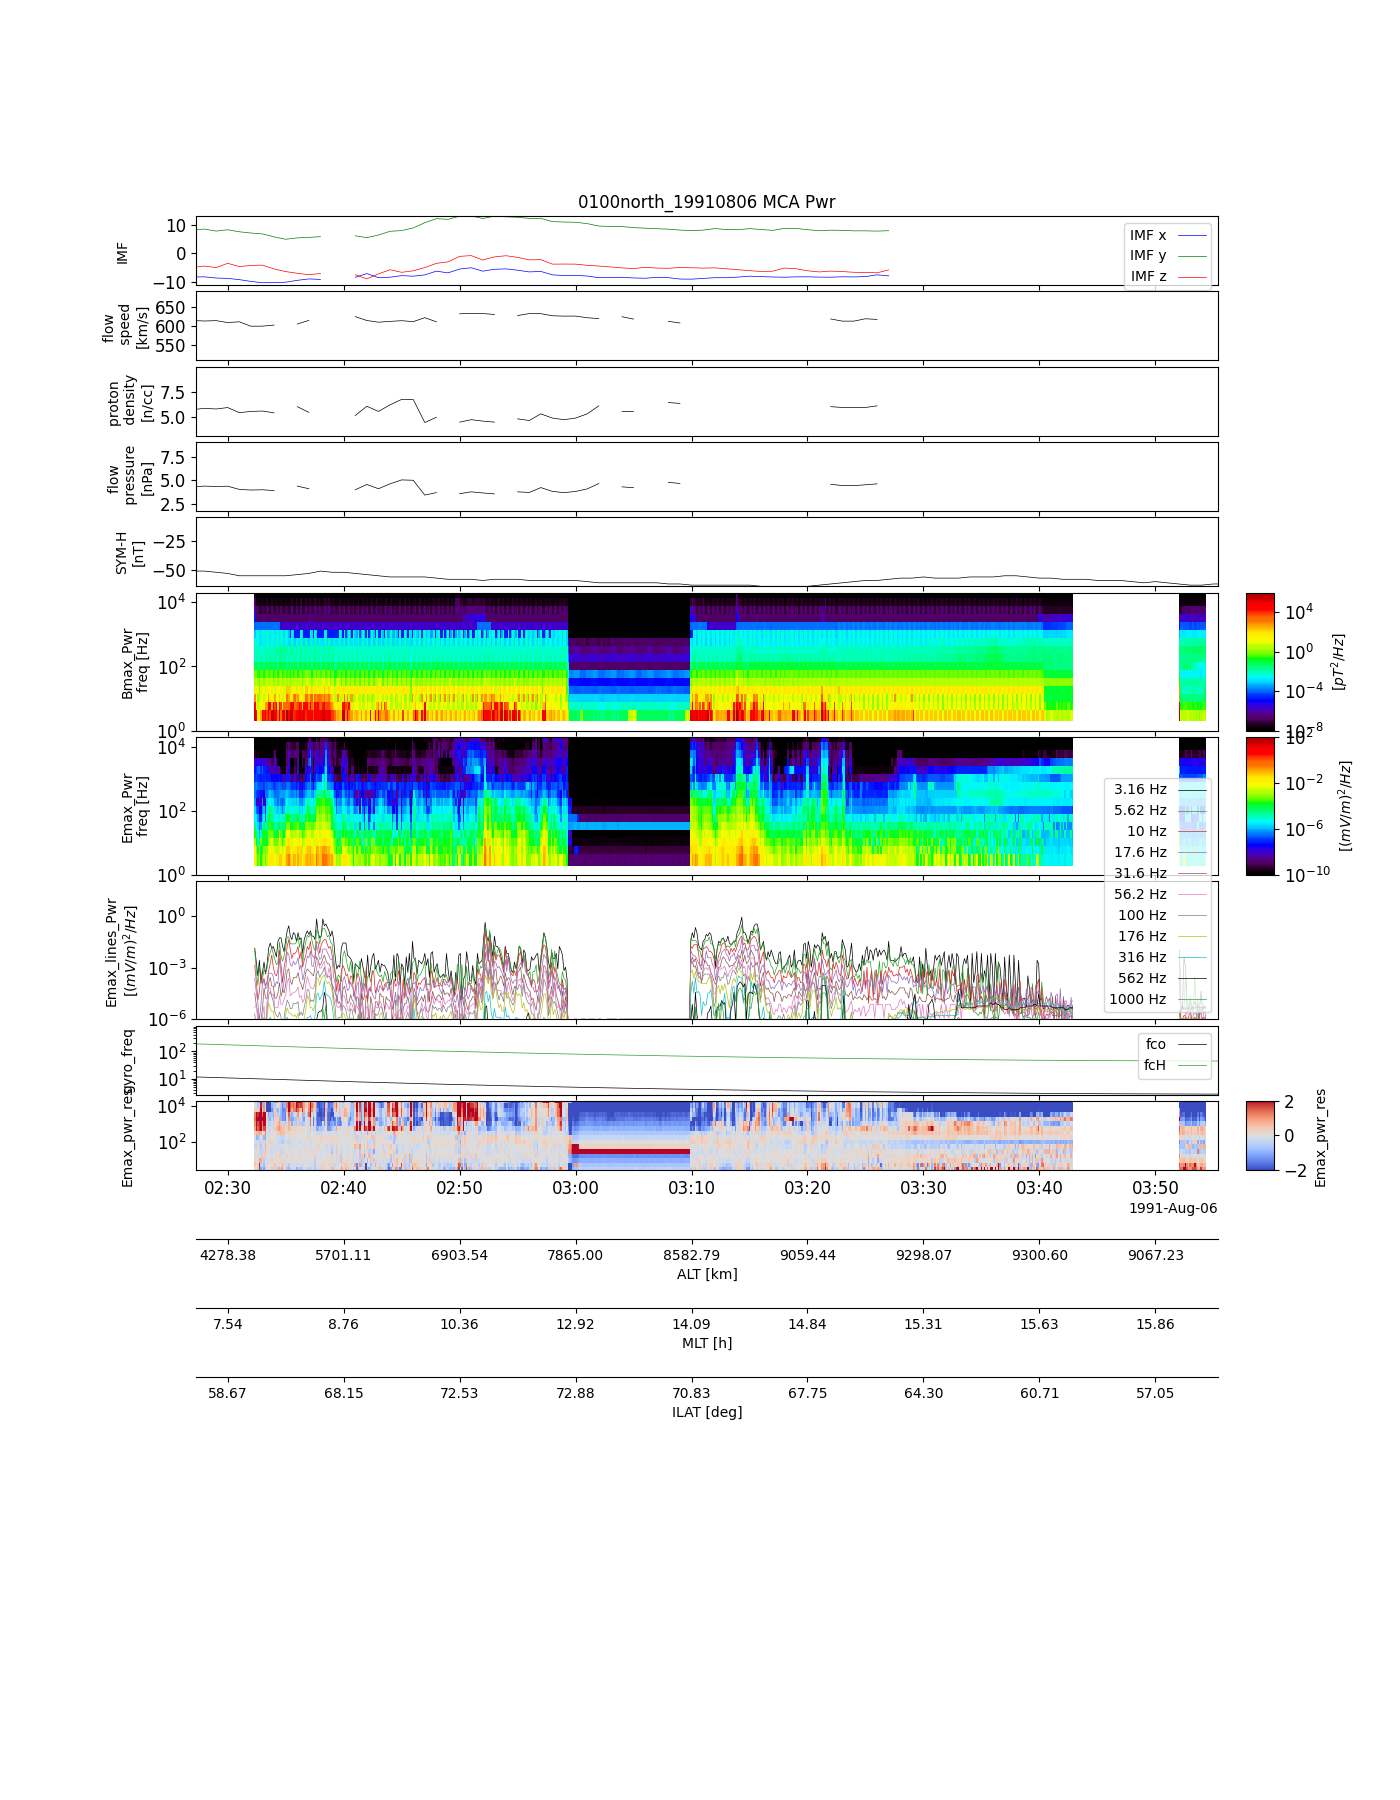 0100north_19910806 MCA Pwr
IMF
10
0
−10
IMF x
IMF y
IMF z
flow
speed
[km/s]
650
600
550
proton
density
[n/cc]
7.5
5.0
flow
pressure
[nPa]
7.5
5.0
2.5
SYM-H
[nT]
−25
−50
Bmax_Pwr
freq [Hz]
10^4
10^2
10^0
10^4
10^0
10^−4
10^−8
[pT^2/Hz]
Emax_Pwr
freq [Hz]
10^4
10^2
10^0
10^2
10^−2
10^−6
10^−10
[(mV/m)^2/Hz]
3.16 Hz
5.62 Hz
10 Hz
17.6 Hz
31.6 Hz
56.2 Hz
100 Hz
176 Hz
316 Hz
562 Hz
1000 Hz
Emax_lines_Pwr
[(mV/m)^2/Hz]
10^0
10^−3
10^−6
gyro_freq
10^2
10^1
fco
fcH
Emax_pwr_res
10^4
10^2
2
0
−2
Emax_pwr_res
02:30 02:40 02:50 03:00 03:10 03:20 03:30 03:40 03:50
1991-Aug-06
4278.38 5701.11 6903.54 7865.00 8582.79 9059.44 9298.07 9300.60 9067.23
ALT [km]
7.54 8.76 10.36 12.92 14.09 14.84 15.31 15.63 15.86
MLT [h]
58.67 68.15 72.53 72.88 70.83 67.75 64.30 60.71 57.05
ILAT [deg]